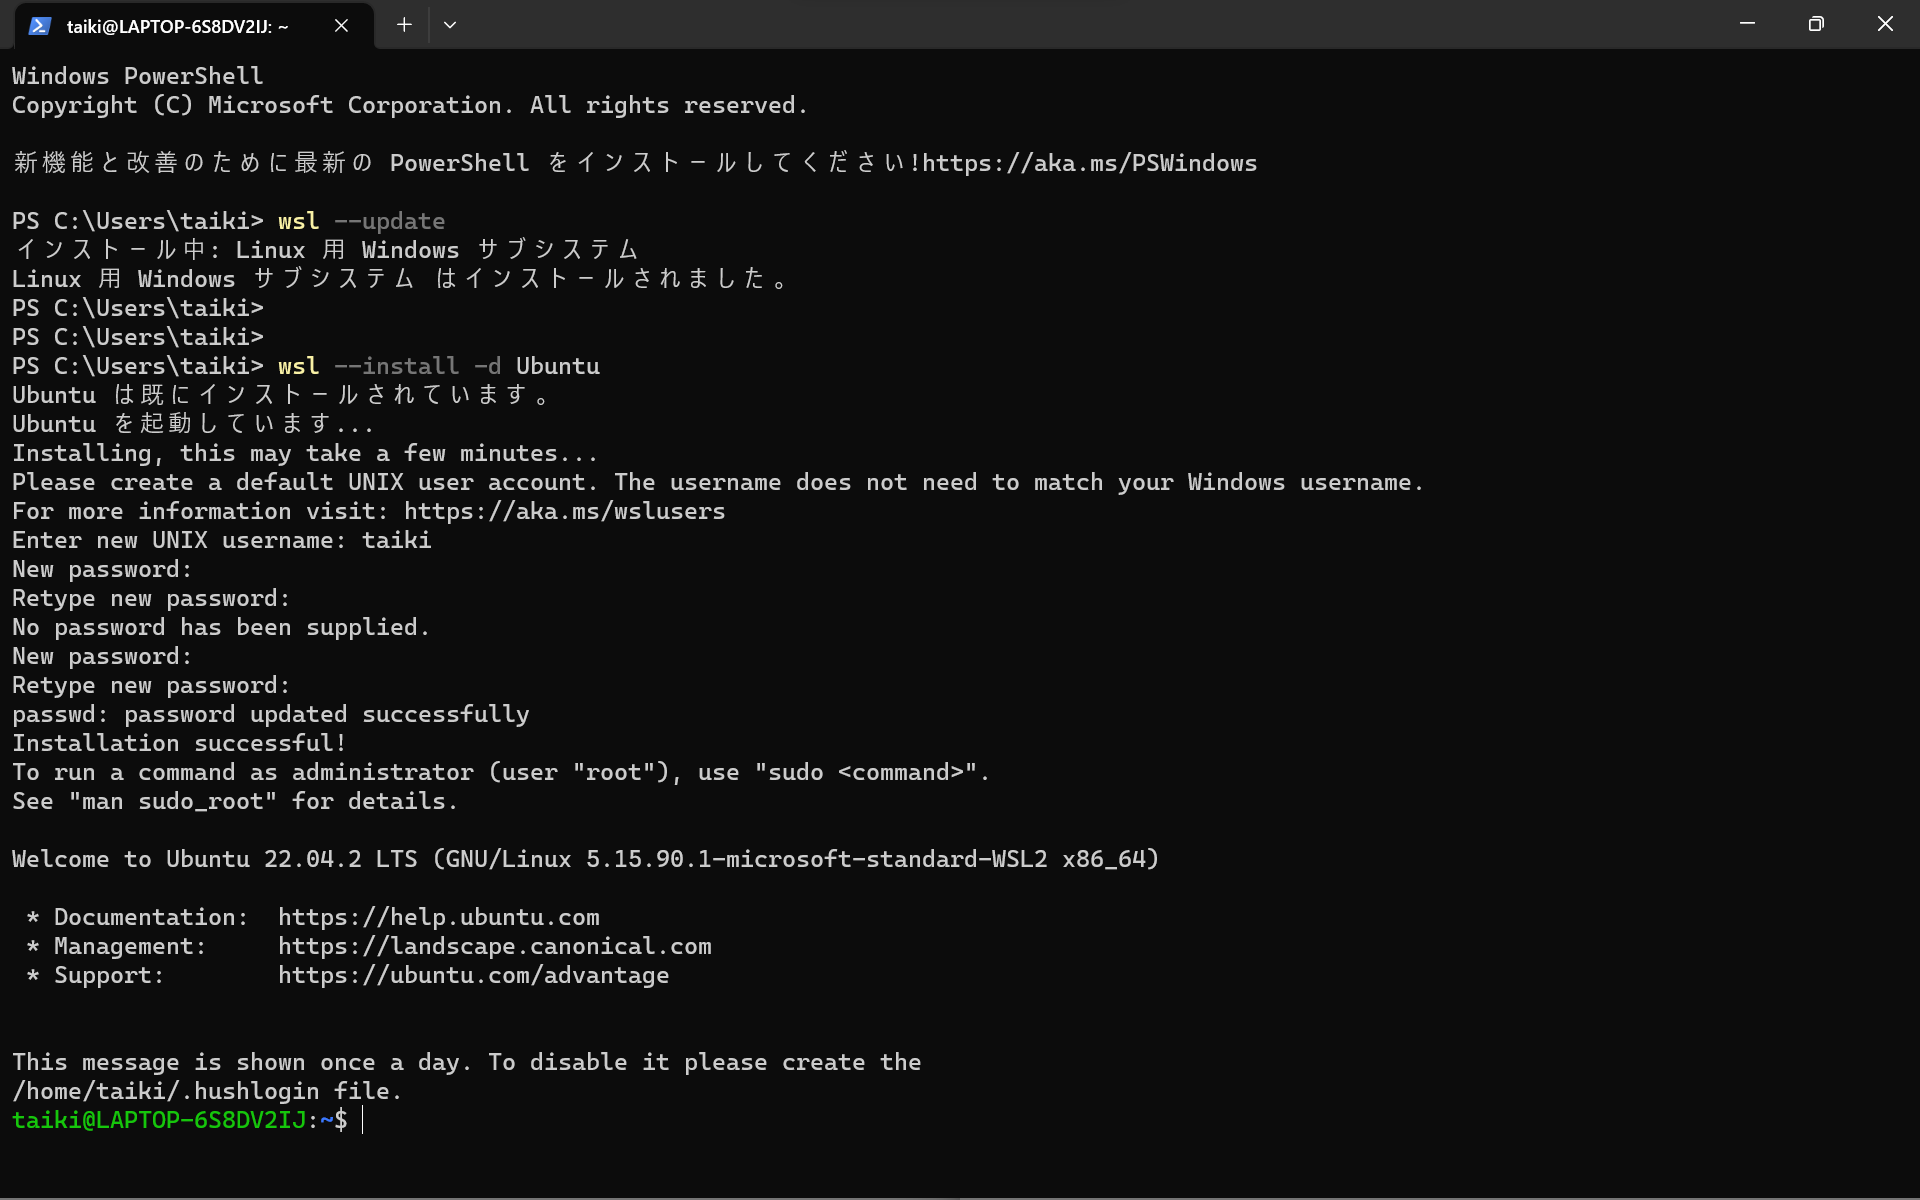 taiki@LAPTOP-6S8DV2IJ: ~
Windows PowerShell
Copyright (C) Microsoft Corporation. All rights reserved.
新機能と改善のために最新の PowerShell をインストールしてください!https://aka.ms/PSWindows
PS C:\Users\taiki> wsl --update
インストール中: Linux 用 Windows サブシステム
Linux 用 Windows サブシステム はインストールされました。
PS C:\Users\taiki>
PS C:\Users\taiki>
PS C:\Users\taiki> wsl --install -d Ubuntu
Ubuntu は既にインストールされています。
Ubuntu を起動しています...
Installing, this may take a few minutes...
Please create a default UNIX user account. The username does not need to match your Windows username.
For more information visit: https://aka.ms/wslusers
Enter new UNIX username: taiki
New password:
Retype new password:
No password has been supplied.
New password:
Retype new password:
passwd: password updated successfully
Installation successful!
To run a command as administrator (user "root"), use "sudo <command>".
See "man sudo_root" for details.
Welcome to Ubuntu 22.04.2 LTS (GNU/Linux 5.15.90.1-microsoft-standard-WSL2 x86_64)
* Documentation:  https://help.ubuntu.com
* Management:     https://landscape.canonical.com
* Support:        https://ubuntu.com/advantage
This message is shown once a day. To disable it please create the
/home/taiki/.hushlogin file.
taiki@LAPTOP-6S8DV2IJ:~$